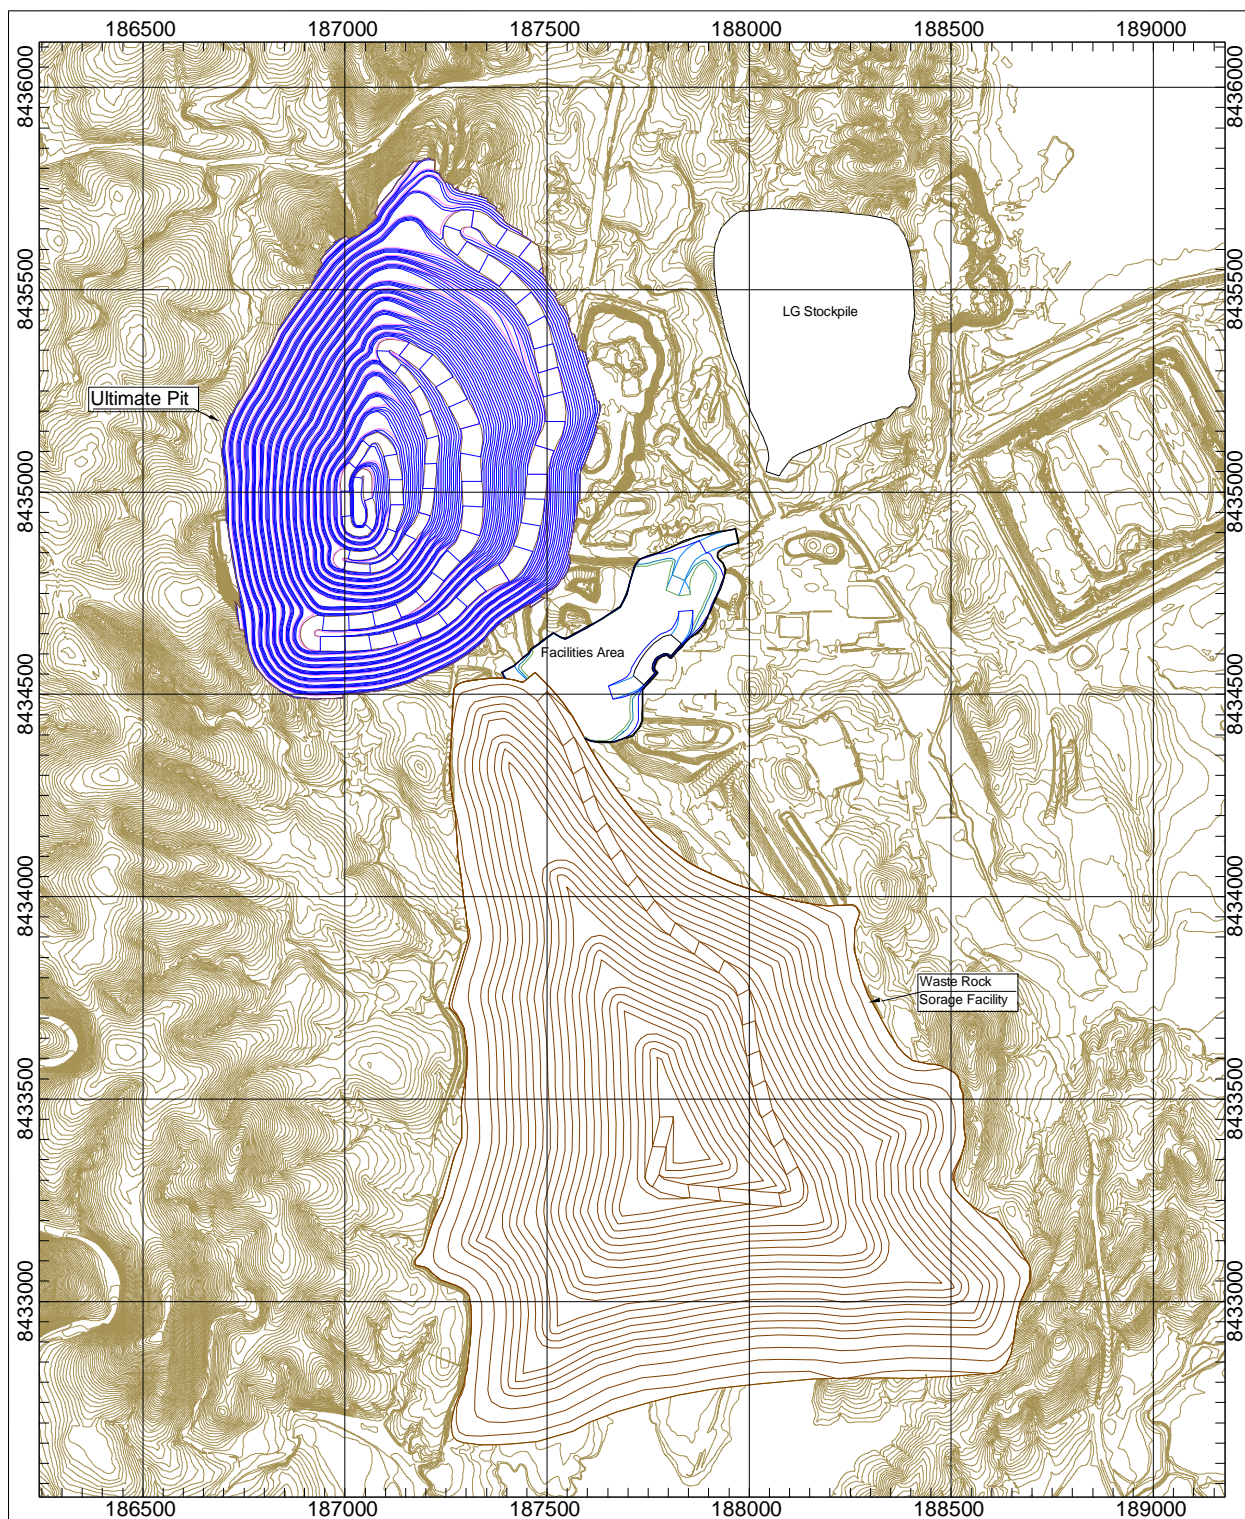 186500 187000 187500 188000 188500 189000
8436000 8436000
8435500 8435500
LG Stockpile
Ultimate Pit
8435000 8435000
Facilities Area
8434500 8434500
8434000 8434000
Waste Rock
Sorage Facility
8433500 8433500
8433000 8433000
186500 187000 187500 188000 188500 189000